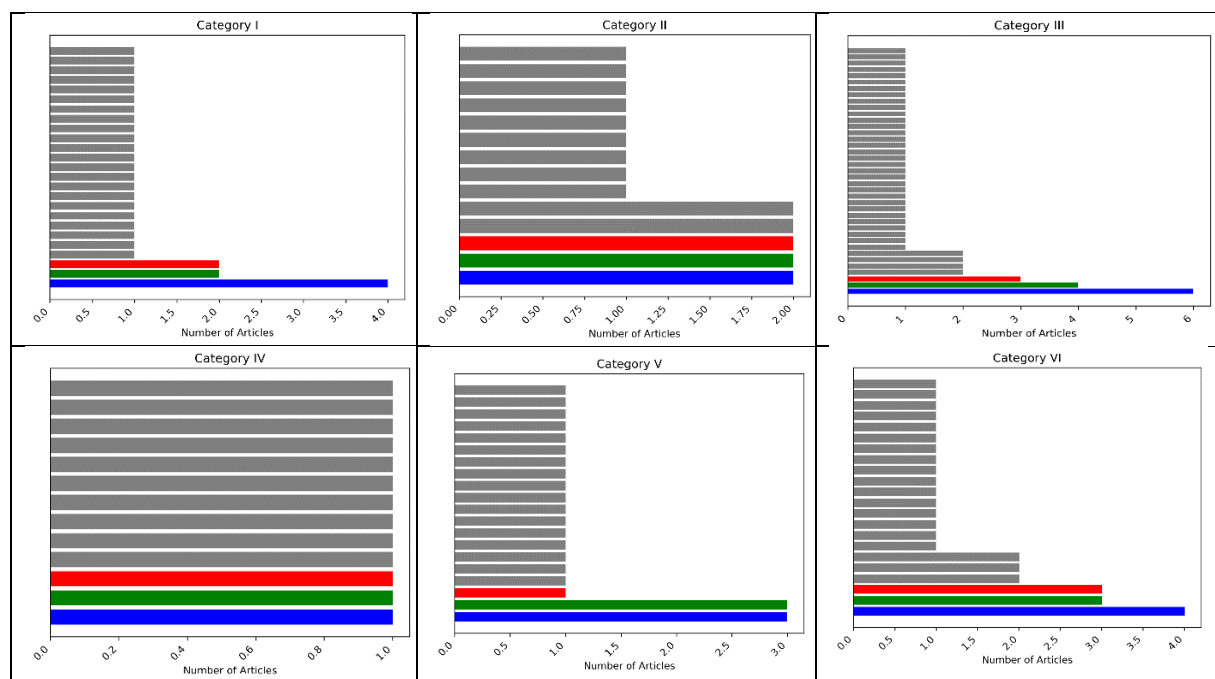 Category I
0.0 0.5 1.0 1.5 2.0 2.5 3.0 3.5 4.0
Number of Articles
Category II
0.00 0.25 0.50 0.75 1.00 1.25 1.50 1.75 2.00
Number of Articles
Category III
0 1 2 3 4 5 6
Number of Articles
Category IV
0.0 0.2 0.4 0.6 0.8 1.0
Number of Articles
Category V
0.0 0.5 1.0 1.5 2.0 2.5 3.0
Number of Articles
Category VI
0.0 0.5 1.0 1.5 2.0 2.5 3.0 3.5 4.0
Number of Articles